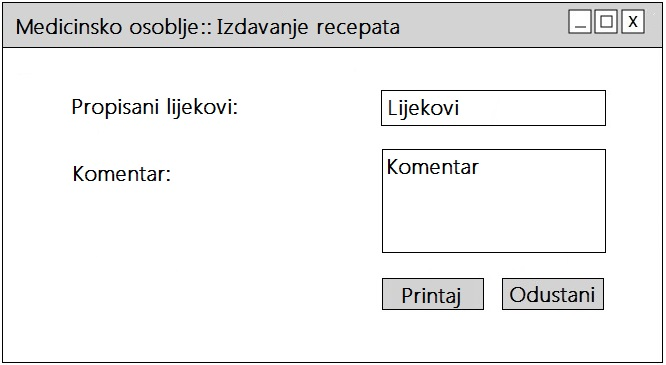 Medicinsko osoblje:: Izdavanje recepata
X
Propisani lijekovi:
Lijekovi
Komentar:
Komentar
Printaj
Odustani